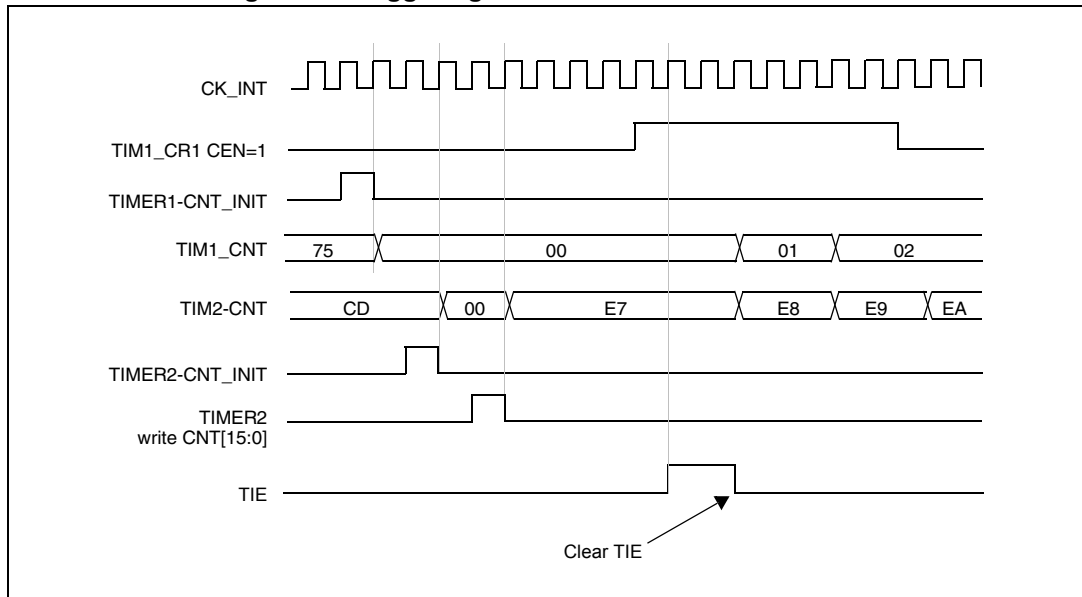 CK_INT
TIM1_CR1 CEN=1
TIMER1-CNT_INIT
TIM1_CNT 75 00 01 02
TIM2-CNT CD 00 E7 E8 E9 EA
TIMER2-CNT_INIT
TIMER2
write CNT[15:0]
TIE
Clear TIE